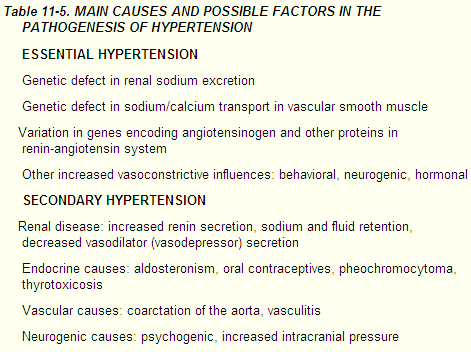 Table 11-5. MAIN CAUSES AND POSSIBLE FACTORS IN THE
PATHOGENESIS OF HYPERTENSION
ESSENTIAL HYPERTENSION
Genetic defect in renal sodium excretion
Genetic defect in sodium/calcium transport in vascular smooth muscle
Variation in genes encoding angiotensinogen and other proteins in
renin-angiotensin system
Other increased vasoconstrictive influences: behavioral, neurogenic, hormonal
SECONDARY HYPERTENSION
Renal disease: increased renin secretion, sodium and fluid retention,
decreased vasodilator (vasodepressor) secretion
Endocrine causes: aldosteronism, oral contraceptives, pheochromocytoma,
thyrotoxicosis
Vascular causes: coarctation of the aorta, vasculitis
Neurogenic causes: psychogenic, increased intracranial pressure